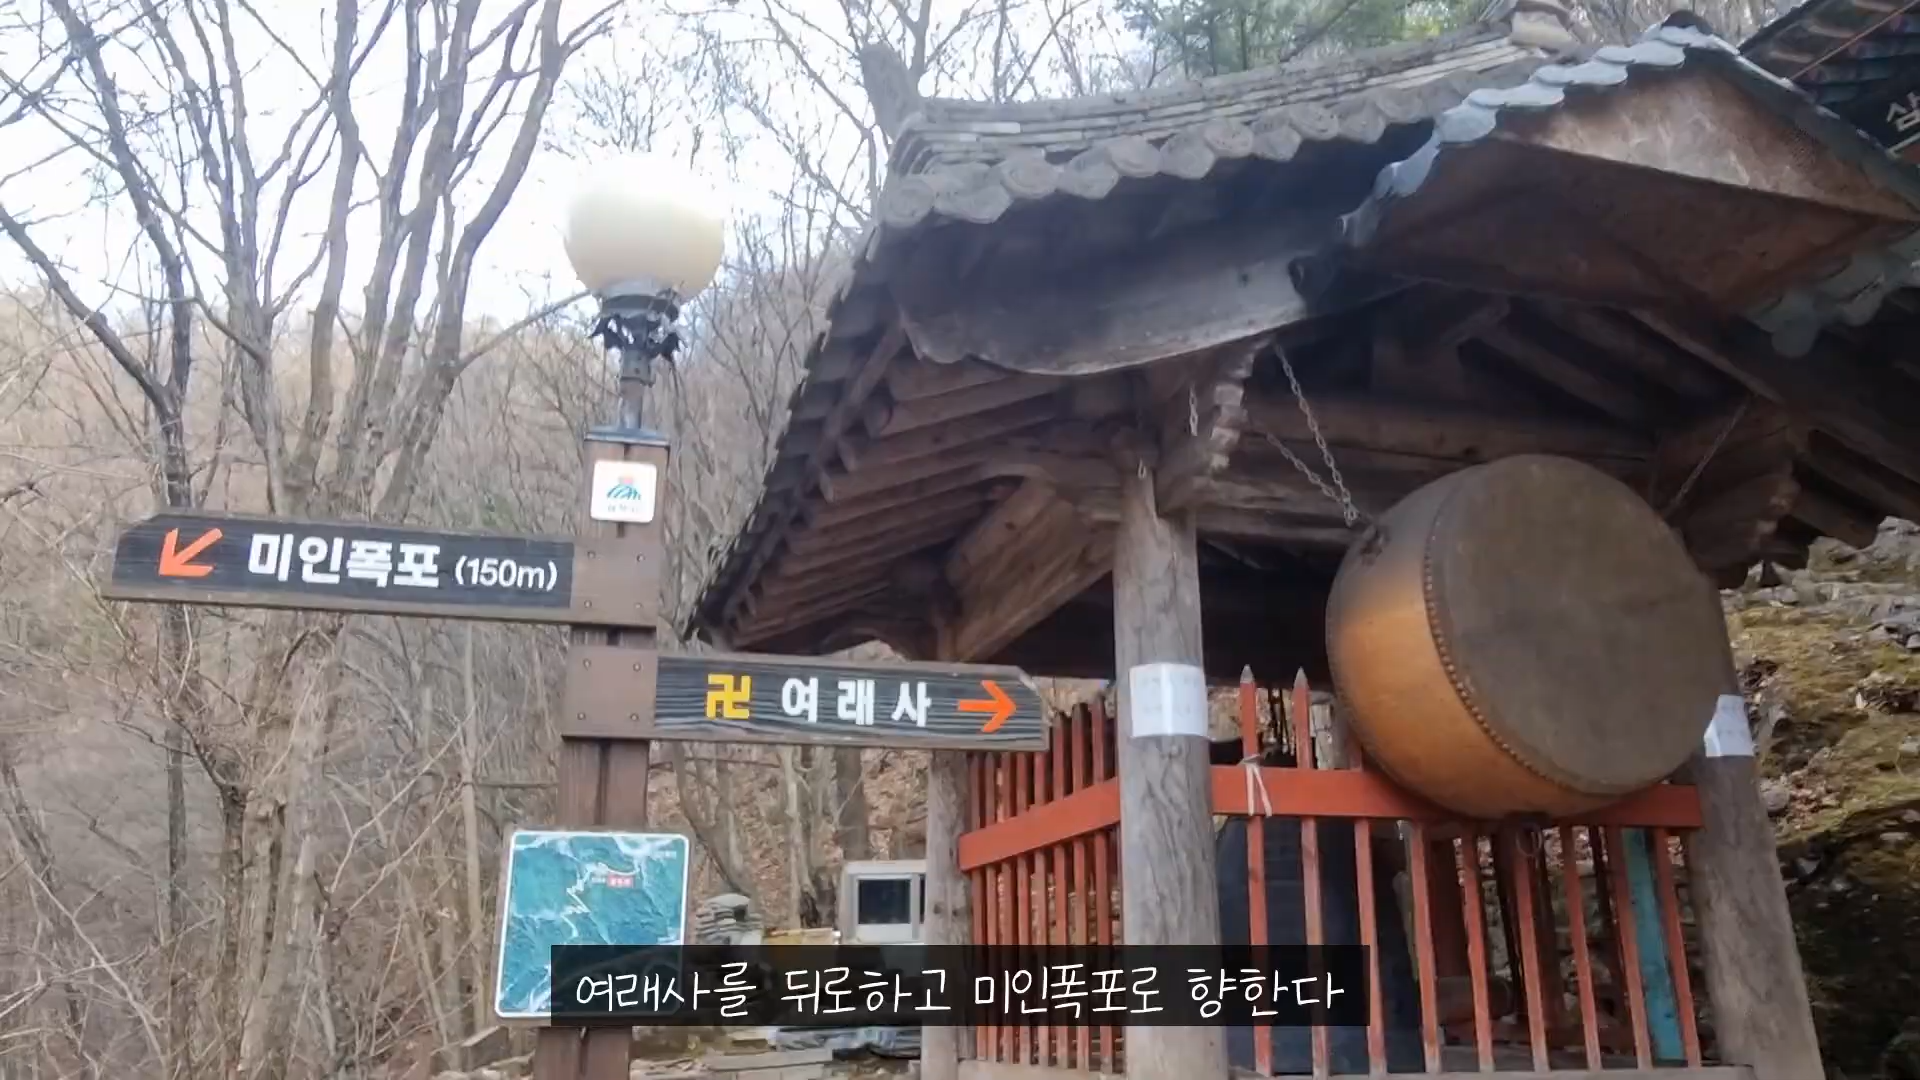 삼
미인폭포 (150m)
卍 여래사
여래사를 뒤로하고 미인폭포로 향한다